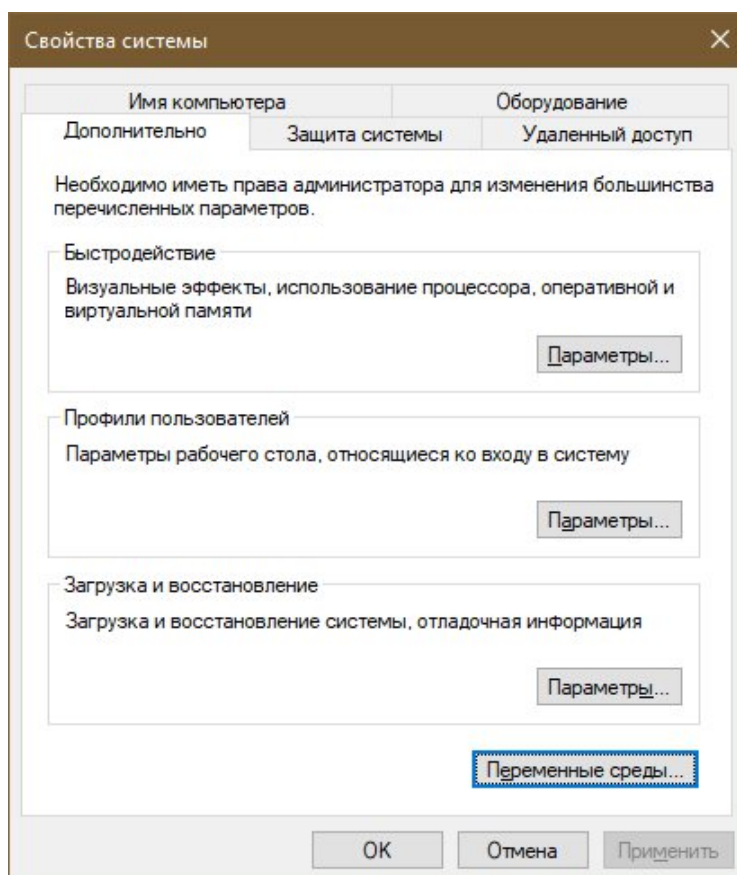 Свойства системы
Имя компьютера
Оборудование
Дополнительно
Защита системы
Удаленный доступ
Необходимо иметь права администратора для изменения большинства
перечисленных параметров.
Быстродействие
Визуальные эффекты, использование процессора, оперативной и
виртуальной памяти
Параметры...
Профили пользователей
Параметры рабочего стола, относящиеся ко входу в систему
Параметры...
Загрузка и восстановление
Загрузка и восстановление системы, отладочная информация
Параметры...
Переменные среды...
ОК
Отмена
Применить